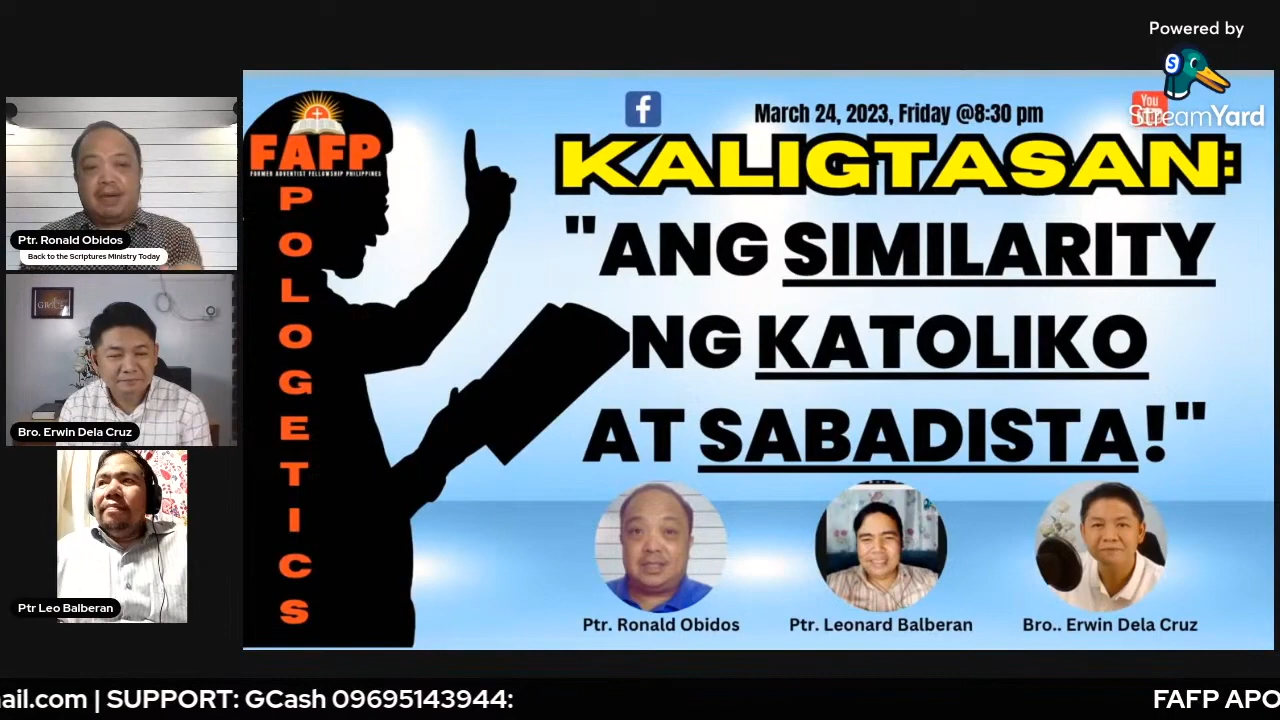 Powered by
StreamYard
March 24, 2023, Friday @8:30 pm
You
FAFP
FORMER ADVENTIST FELLOWSHIP PHILIPPINES
KALIGTASAN:
"ANG SIMILARITY
NG KATOLIKO
AT SABADISTA!"
APOLOGETICS
Ptr. Ronald Obidos
Back to the Scriptures Ministry Today
Bro. Erwin Dela Cruz
Ptr Leo Balberan
Ptr. Ronald Obidos
Ptr. Leonard Balberan
Bro.. Erwin Dela Cruz
ail.com | SUPPORT: GCash 09695143944:
FAFP APO